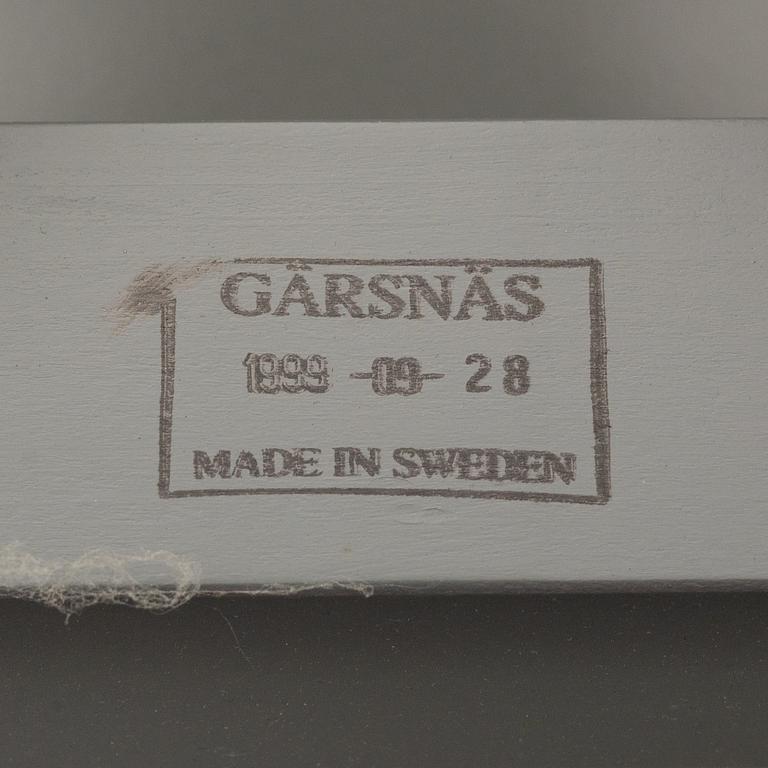 GÄRSNÄS
1999 -09- 28
MADE IN SWEDEN